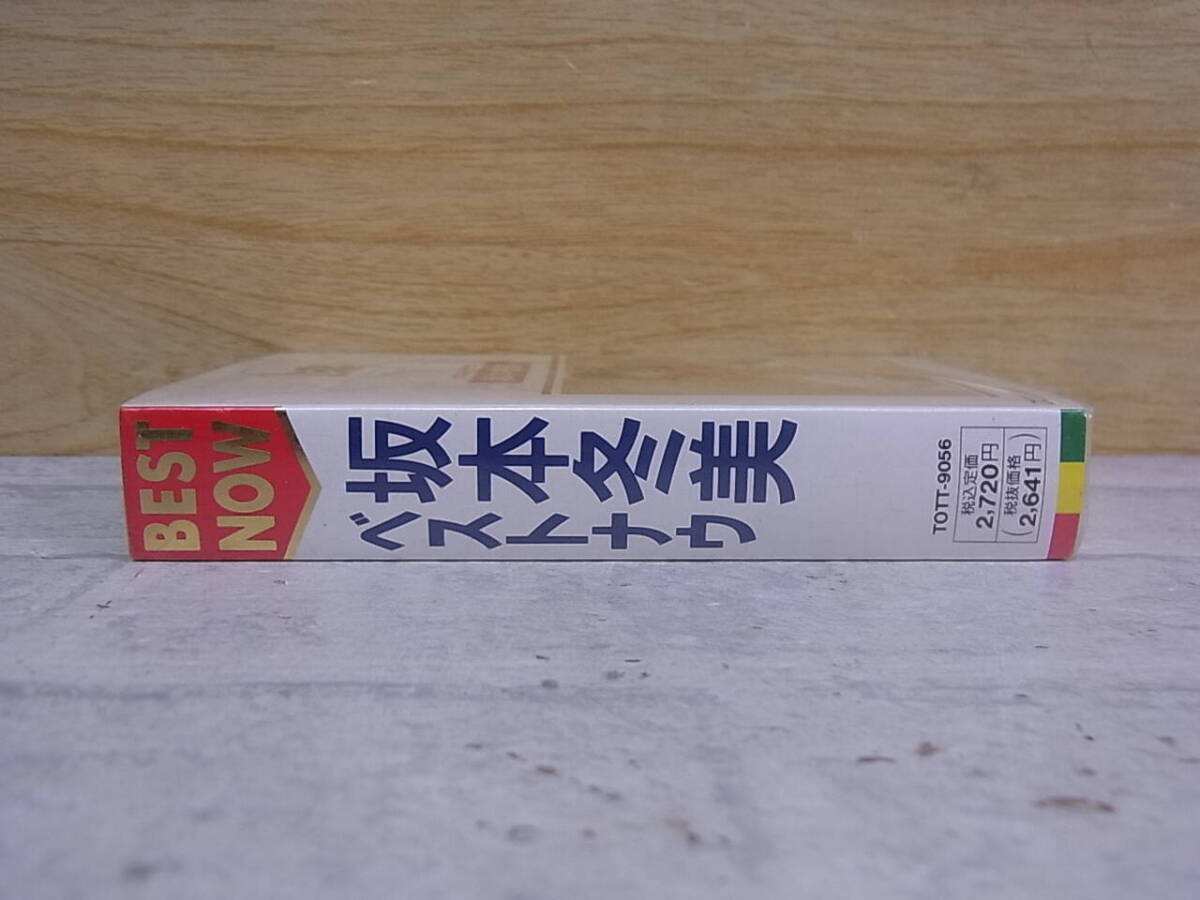 BEST
NOW
坂本冬美
ベストナウ
TOTT-9056
税込定価
2,720円
税抜価格
(2,641円)